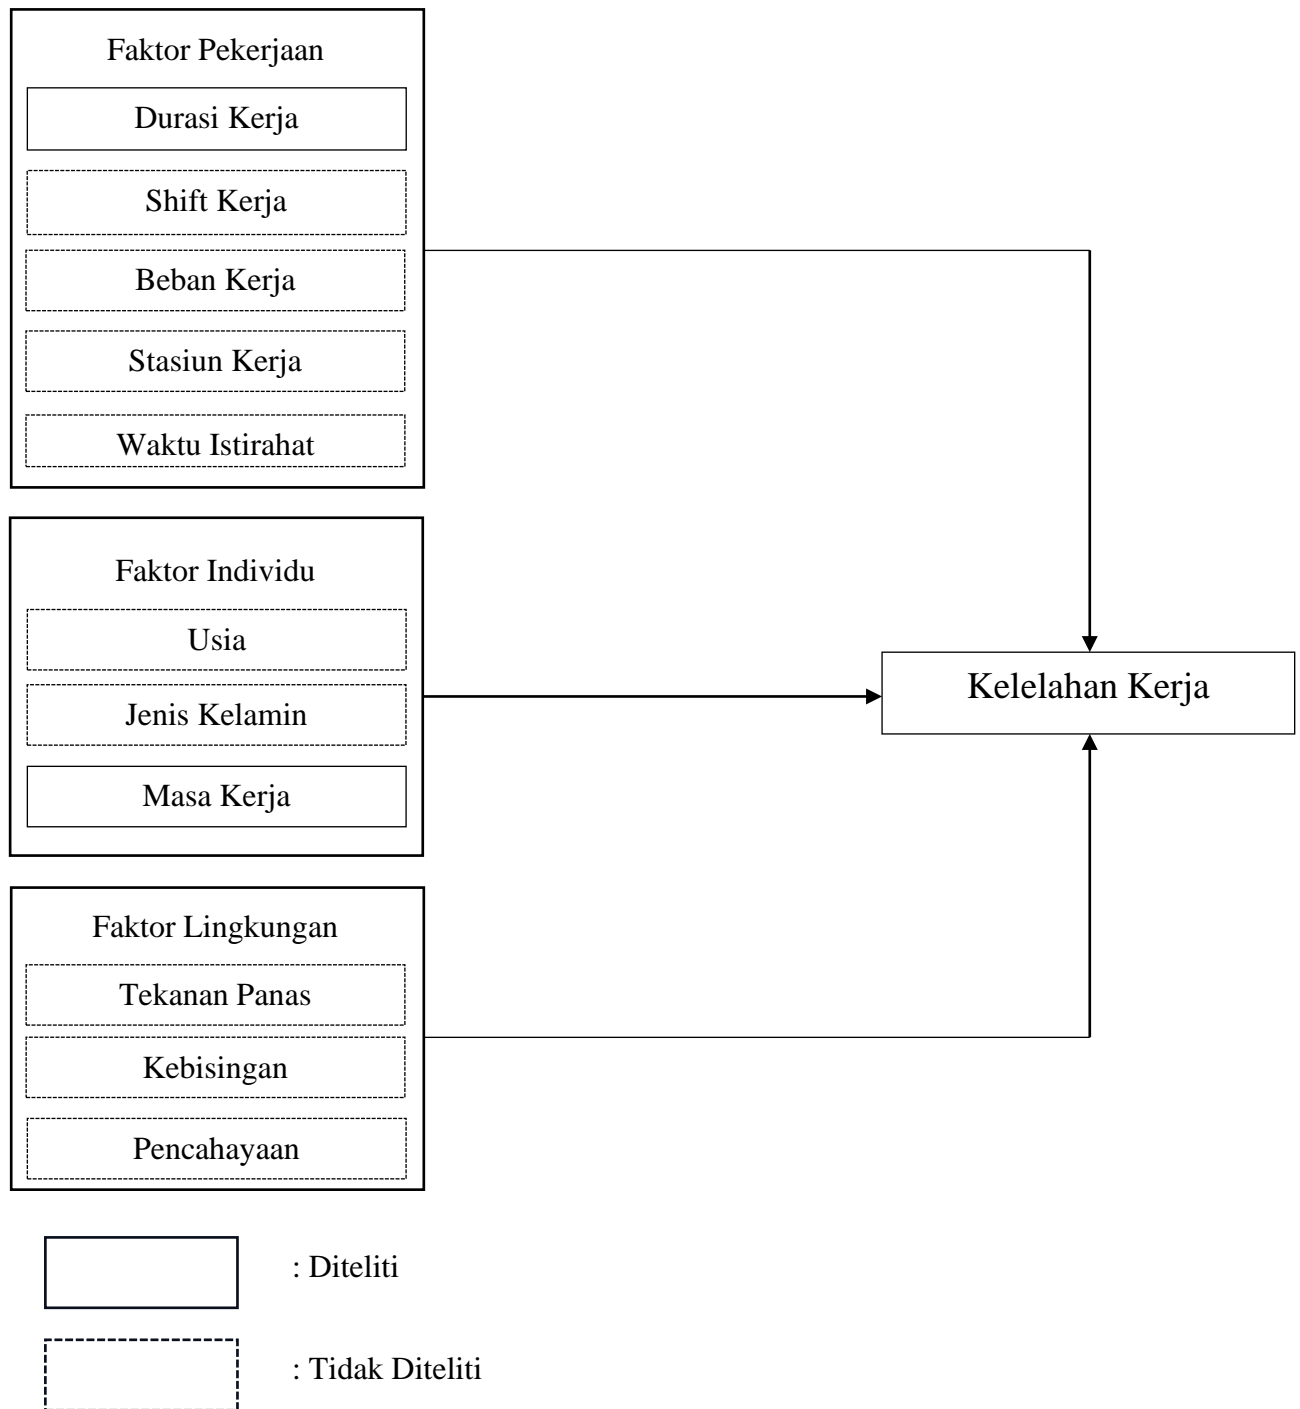 Faktor Pekerjaan
Durasi Kerja
Shift Kerja
Beban Kerja
Stasiun Kerja
Waktu Istirahat
Faktor Individu
Usia
Jenis Kelamin
Masa Kerja
Kelelahan Kerja
Faktor Lingkungan
Tekanan Panas
Kebisingan
Pencahayaan
: Diteliti
: Tidak Diteliti